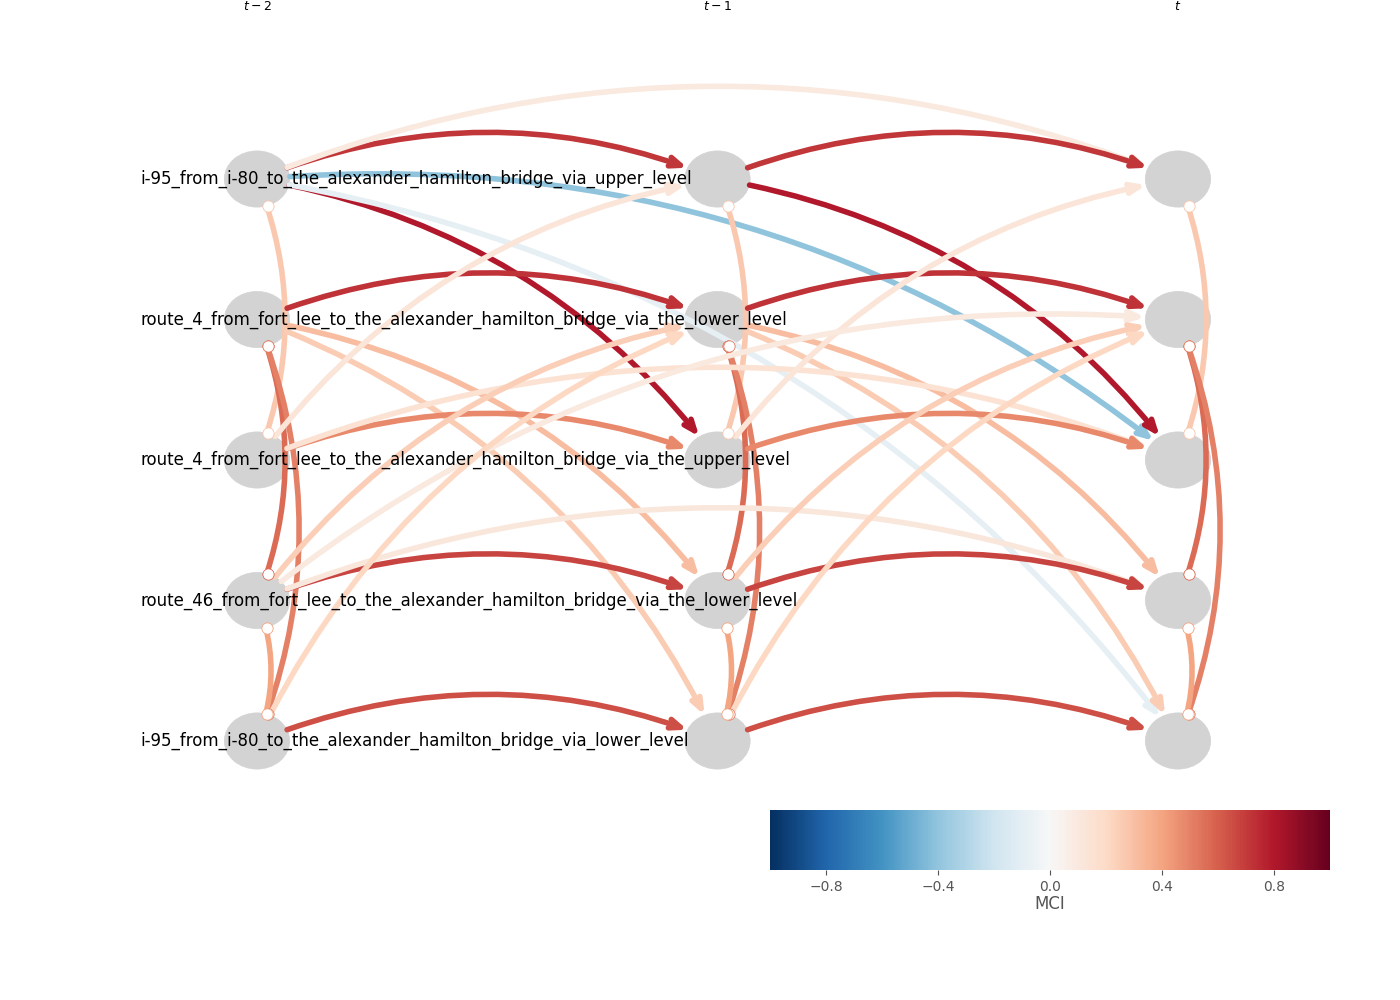 t − 2 t − 1 t
i-95_from_i-80_to_the_alexander_hamilton_bridge_via_upper_level
route_4_from_fort_lee_to_the_alexander_hamilton_bridge_via_the_lower_level
route_4_from_fort_lee_to_the_alexander_hamilton_bridge_via_the_upper_level
route_46_from_fort_lee_to_the_alexander_hamilton_bridge_via_the_lower_level
i-95_from_i-80_to_the_alexander_hamilton_bridge_via_lower_level
−0.8 −0.4 0.0 0.4 0.8
MCI